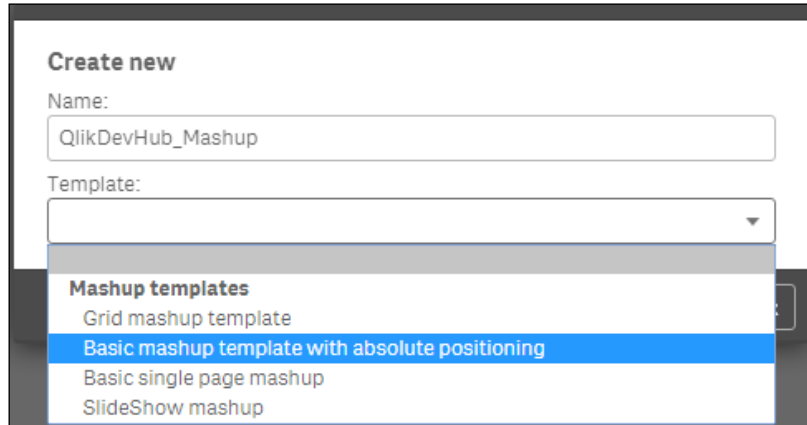 Create new
Name:
QlikDevHub_Mashup
Template:
Mashup templates
Grid mashup template
Basic mashup template with absolute positioning
Basic single page mashup
SlideShow mashup